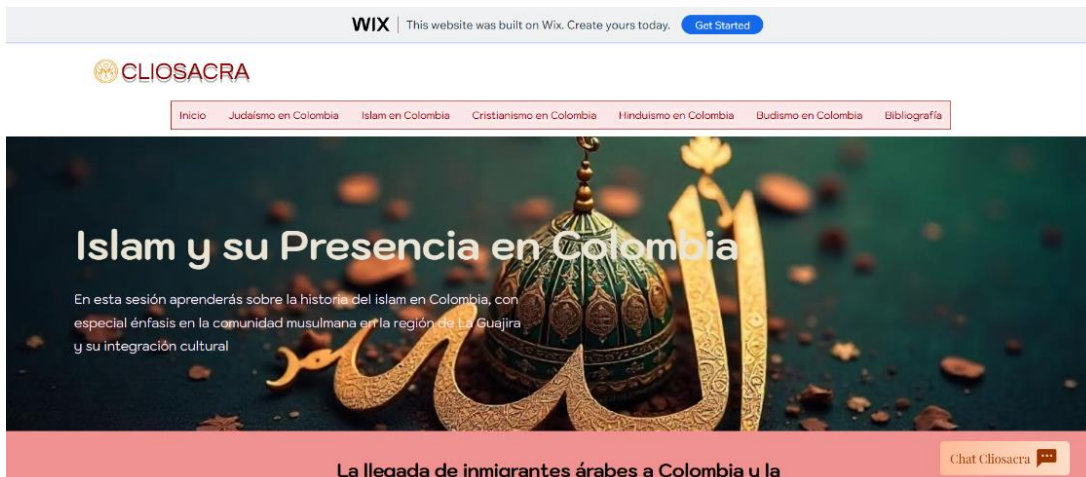 WIX | This website was built on Wix. Create yours today. Get Started
CLIOSACRA
Inicio Judaísmo en Colombia Islam en Colombia Cristianismo en Colombia Hinduismo en Colombia Budismo en Colombia Bibliografía
Islam y su Presencia en Colombia
En esta sesión aprenderás sobre la historia del islam en Colombia, con
especial énfasis en la comunidad musulmana en la región de La Guajira
y su integración cultural
La llegada de inmigrantes árabes a Colombia y la
Chat Cliosacra